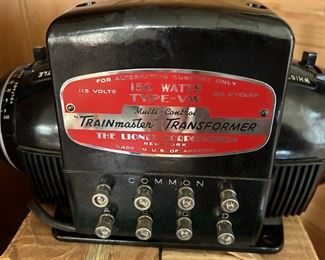 FOR ALTERNATING CURRENT ONLY
115 VOLTS 150 WATTS 60 CYCLES
TYPE-VW
Multi-Control
"TRAINmaster" TRANSFORMER
THE LIONEL CORPORATION
NEW YORK
MADE IN U.S. OF AMERICA
COMMON
A B C D